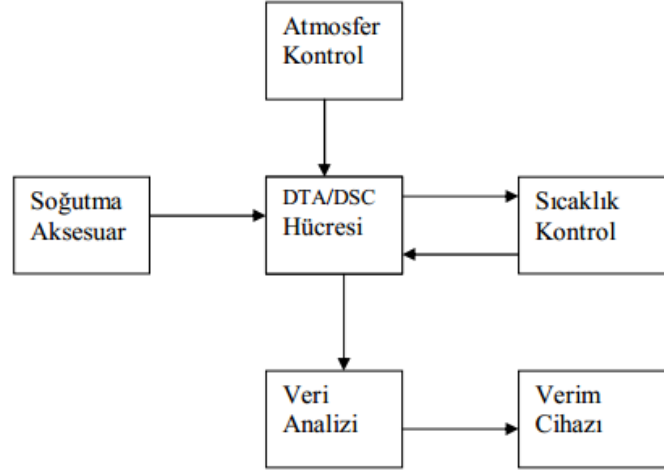 Atmosfer
Kontrol
Soğutma
Aksesuar
DTA/DSC
Hücresi
Sıcaklık
Kontrol
Veri
Analizi
Verim
Cihazı